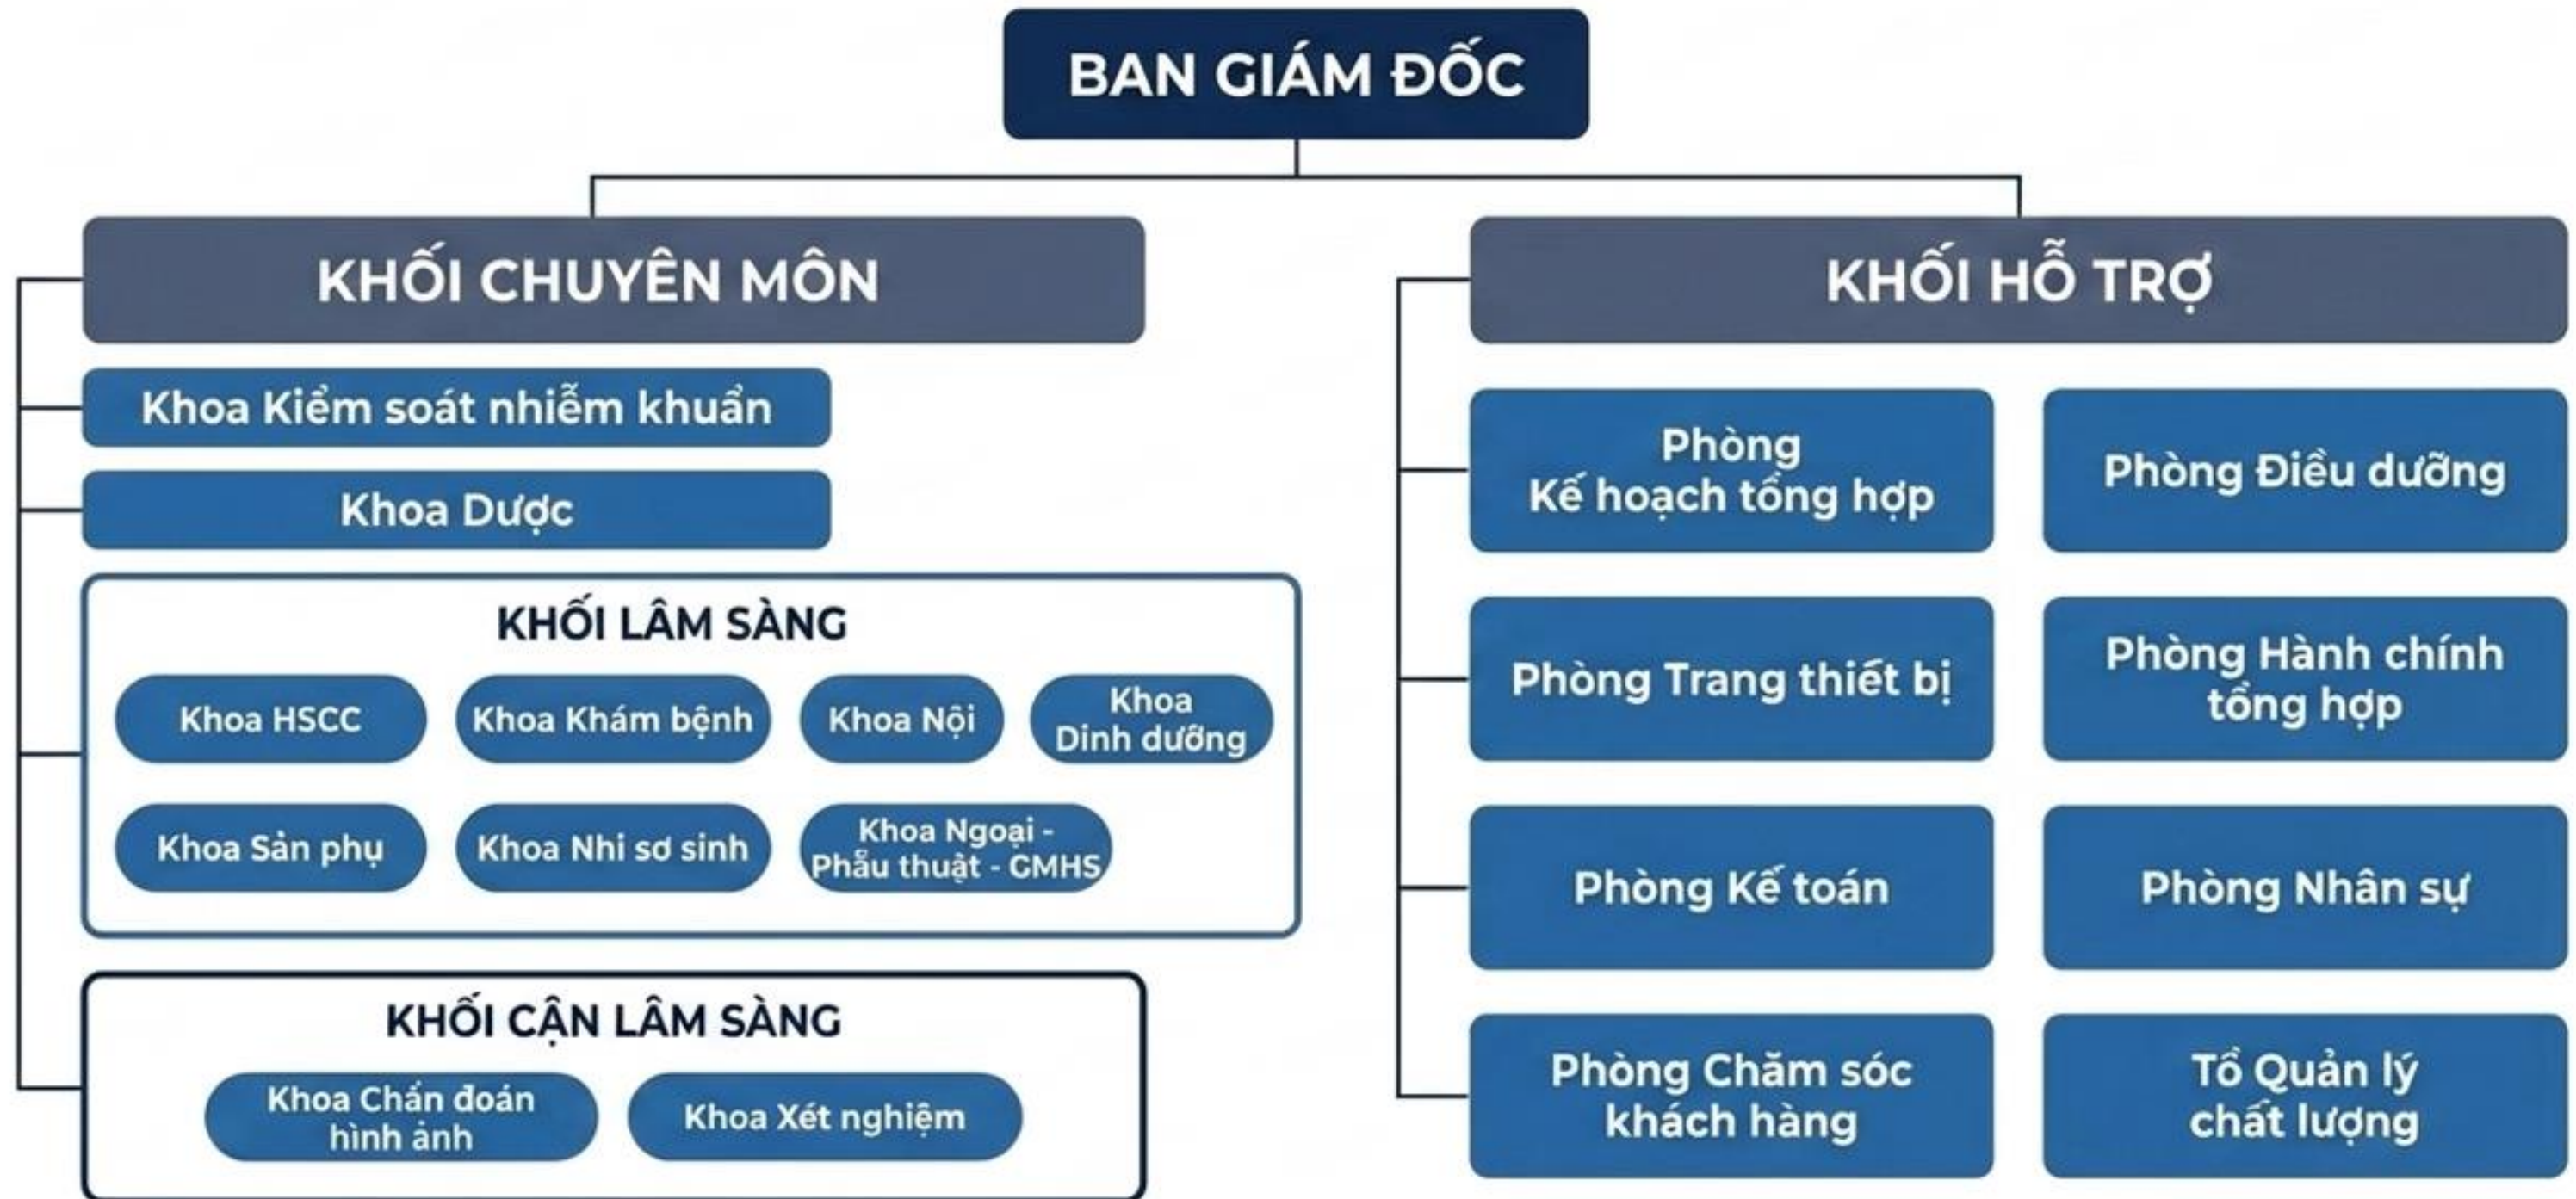 BAN GIÁM ĐỐC
KHỐI CHUYÊN MÔN
Khoa Kiểm soát nhiễm khuẩn
Khoa Dược
KHỐI LÂM SÀNG
Khoa HSCC
Khoa Khám bệnh
Khoa Nội
Khoa
Dinh dưỡng
Khoa Sản phụ
Khoa Nhi sơ sinh
Khoa Ngoại -
Phẫu thuật - GMHS
KHỐI CẬN LÂM SÀNG
Khoa Chẩn đoán
hình ảnh
Khoa Xét nghiệm
KHỐI HỖ TRỢ
Phòng
Kế hoạch tổng hợp
Phòng Điều dưỡng
Phòng Trang thiết bị
Phòng Hành chính
tổng hợp
Phòng Kế toán
Phòng Nhân sự
Phòng Chăm sóc
khách hàng
Tổ Quản lý
chất lượng